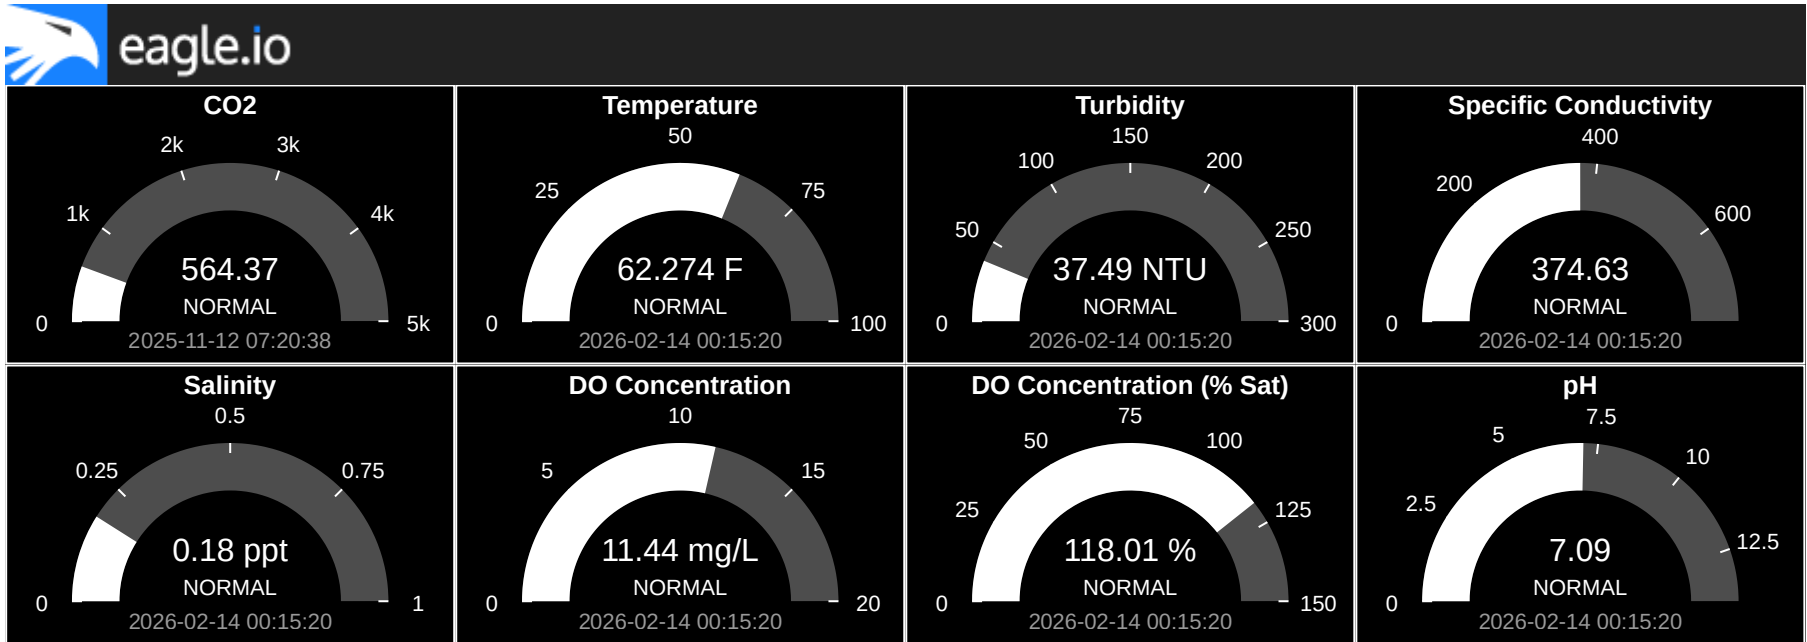 eagle.io
CO2
2k
3k
1k
4k
564.37
NORMAL
0
5k
2025-11-12 07:20:38
Temperature
50
25
75
62.274 F
NORMAL
0
100
2026-02-14 00:15:20
Turbidity
150
100
200
50
250
37.49 NTU
NORMAL
0
300
2026-02-14 00:15:20
Specific Conductivity
400
200
600
374.63
NORMAL
0
2026-02-14 00:15:20
Salinity
0.5
0.25
0.75
0.18 ppt
NORMAL
0
1
2026-02-14 00:15:20
DO Concentration
10
5
15
11.44 mg/L
NORMAL
0
20
2026-02-14 00:15:20
DO Concentration (% Sat)
75
50
100
25
125
118.01 %
NORMAL
0
150
2026-02-14 00:15:20
pH
7.5
5
10
2.5
12.5
7.09
NORMAL
0
2026-02-14 00:15:20